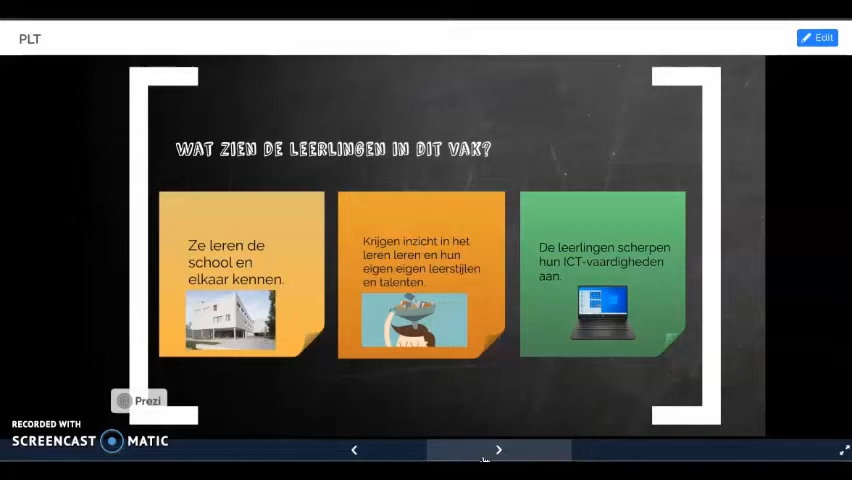 PLT
Edit
WAT ZIEN DE LEERLINGEN IN DIT VAK?
Ze leren de
school en
elkaar kennen.
Krijgen inzicht in het
leren leren en hun
eigen eigen leerstijlen
en talenten.
De leerlingen scherpen
hun ICT-vaardigheden
aan.
Prezi
RECORDED WITH
SCREENCAST MATIC